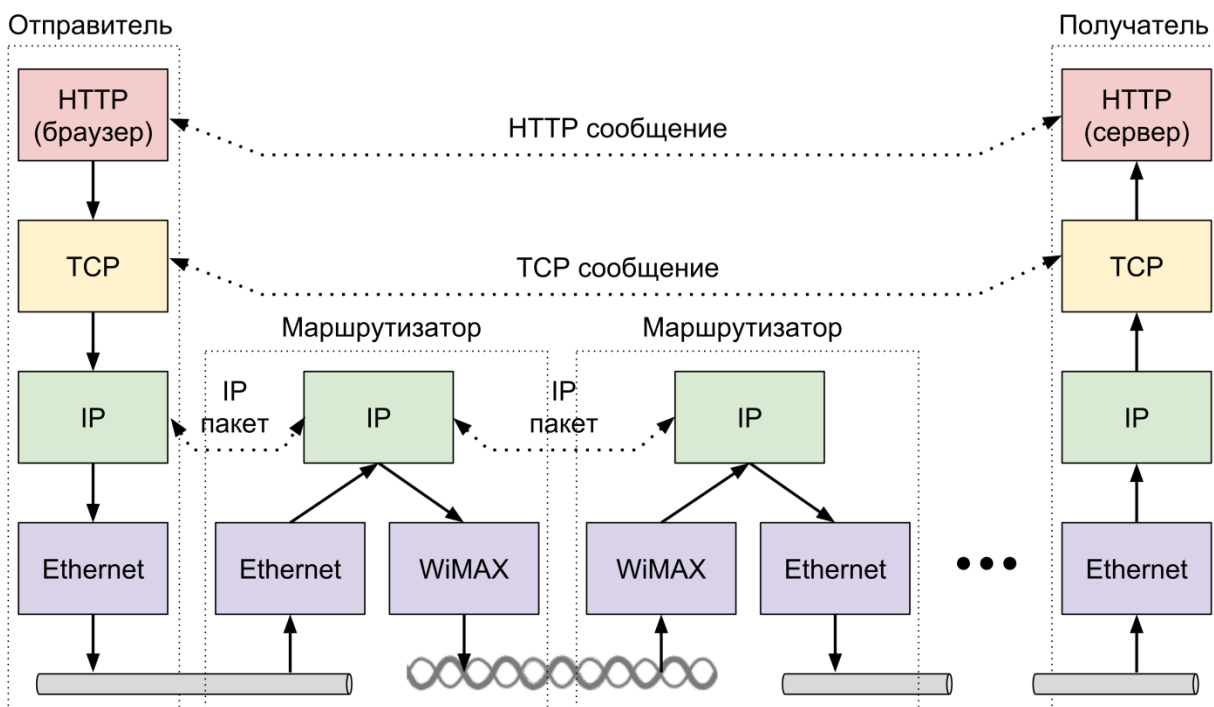 Отправитель
Получатель
HTTP
(браузер)
HTTP сообщение
HTTP
(сервер)
TCP
TCP сообщение
TCP
Маршрутизатор
Маршрутизатор
IP
IP
пакет
IP
IP
пакет
IP
IP
Ethernet
Ethernet
WiMAX
WiMAX
Ethernet
Ethernet